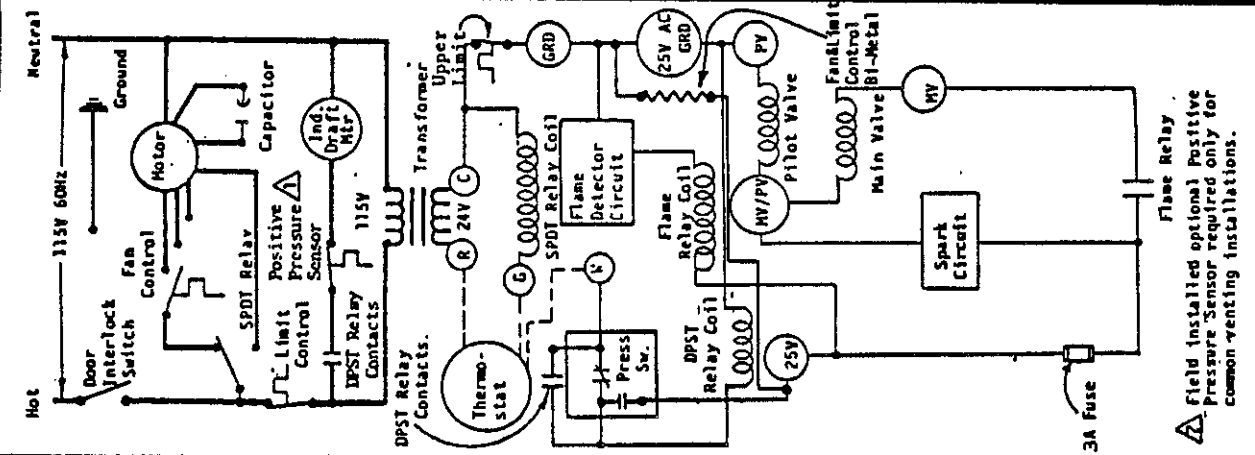 Hot
115V 60Hz
Neutral
Door
Interlock
Switch
Fan
Control
Motor
Ground
Capacitor
SPDT Relay
Limit
Control
Positive
Pressure
Sensor
1
Ind.
Draft
Mtr
DPST Relay
Contacts
115V
Transformer
24V
R
C
Upper
Limit
G
SPDT Relay Coil
GRD
Thermo-
stat
DPST Relay
Contacts.
W
Press
Sw.
Flame
Detector
Circuit
25V AC
GRD
Flame
Relay Coil
DPST
Relay Coil
25V
MV/PV
Pilot Valve
PV
Fan&Limit
Control
Bi-Metal
Main Valve
MV
Spark
Circuit
3A Fuse
Flame Relay
Field installed optional Positive
Pressure Sensor required only for
common venting installations.